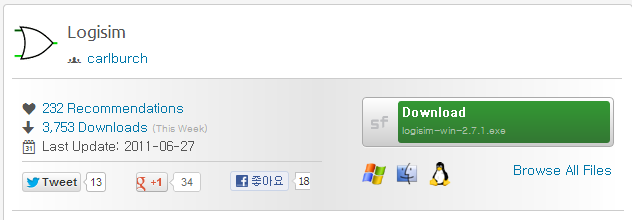 Logisim
carlburch
232 Recommendations
3,753 Downloads (This Week)
31 Last Update: 2011-06-27
sf Download
logisim-win-2.7.1.exe
Browse All Files
Tweet 13 g +1 34 f 좋아요 18